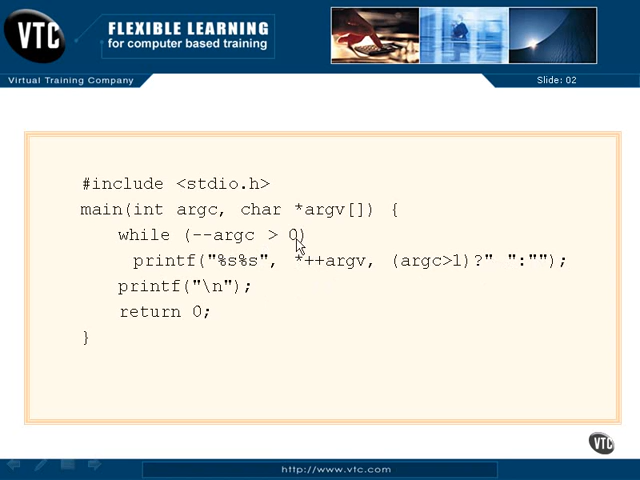 VTC
FLEXIBLE LEARNING
for computer based training
Virtual Training Company
Slide: 02
#include <stdio.h>
main(int argc, char *argv[]) {
while (--argc > 0)
printf("%s%s", *++argv, (argc>1)?" ":"");
printf("\n");
return 0;
}
VTC
http://www.vtc.com